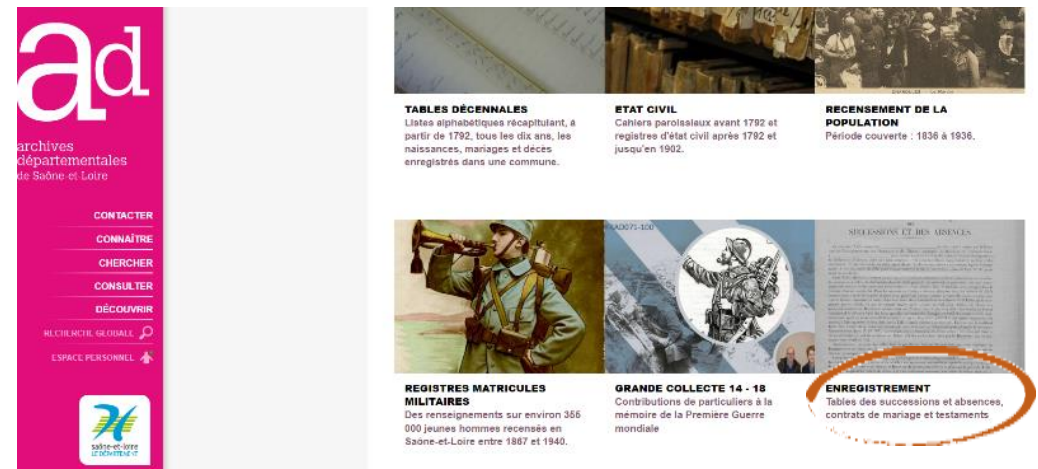 ad
archives
départementales
de Saône-et-Loire
CONTACTER
CONNAÎTRE
CHERCHER
CONSULTER
DÉCOUVRIR
RECHERCHE GLOBALE
ESPACE PERSONNEL
saône-et-loire
LE DÉPARTEMENT
TABLES DÉCENNALES
Listes alphabétiques récapitulant, à
partir de 1792, tous les dix ans, les
naissances, mariages et décès
enregistrés dans une commune.
ETAT CIVIL
Cahiers paroissiaux avant 1792 et
registres d'état civil après 1792 et
jusqu'en 1902.
RECENSEMENT DE LA
POPULATION
Période couverte : 1836 à 1936.
REGISTRES MATRICULES
MILITAIRES
Des renseignements sur environ 355
000 jeunes hommes recensés en
Saône-et-Loire entre 1867 et 1940.
AD071-100
GRANDE COLLECTE 14 - 18
Contributions de particuliers à la
mémoire de la Première Guerre
mondiale
SUCCESSIONS ET DES ABSENCES
ENREGISTREMENT
Tables des successions et absences,
contrats de mariage et testaments